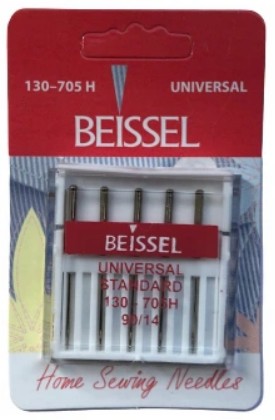 130-705 H UNIVERSAL
BEISSEL
BEISSEL
UNIVERSAL
STANDARD
130 - 705H
90/14
Home Sewing Needles